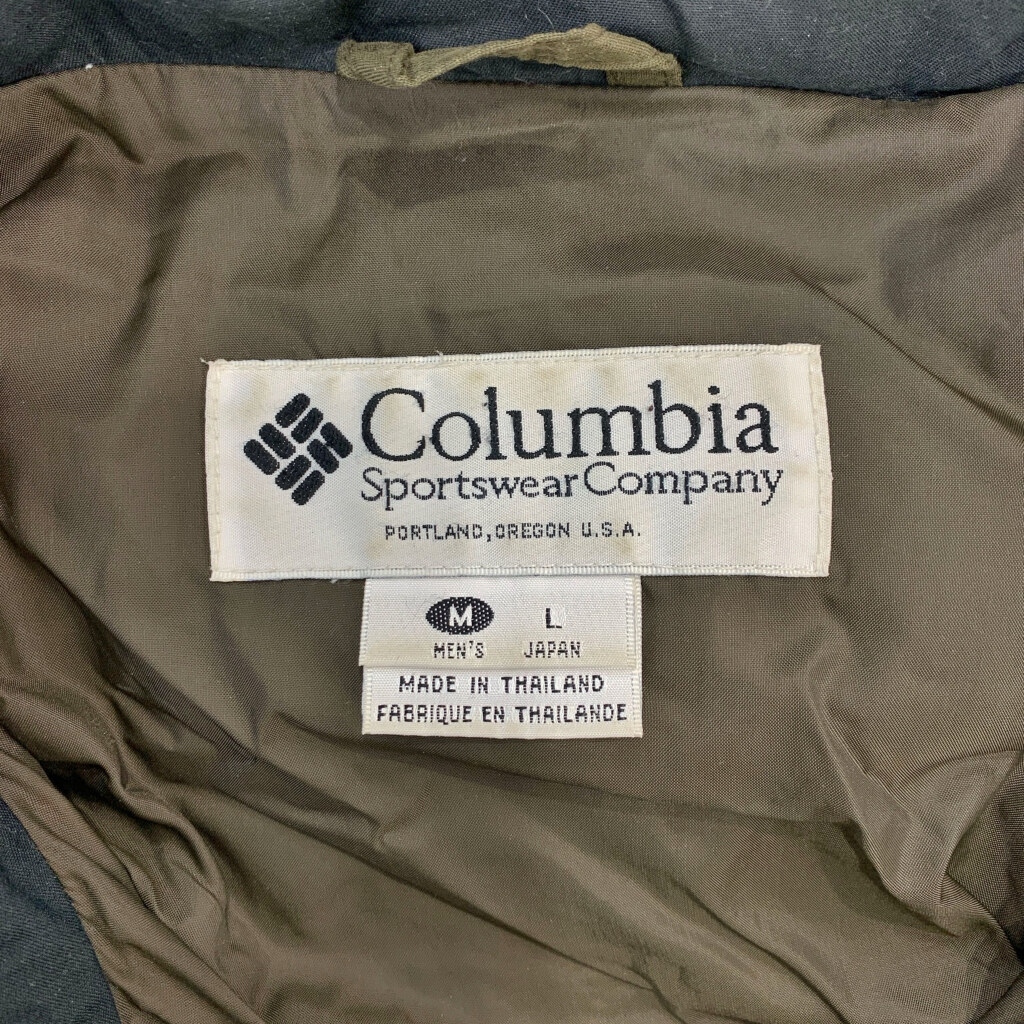 Columbia
Sportswear Company
PORTLAND, OREGON U.S.A.
M L
MEN'S JAPAN
MADE IN THAILAND
FABRIQUE EN THAILANDE